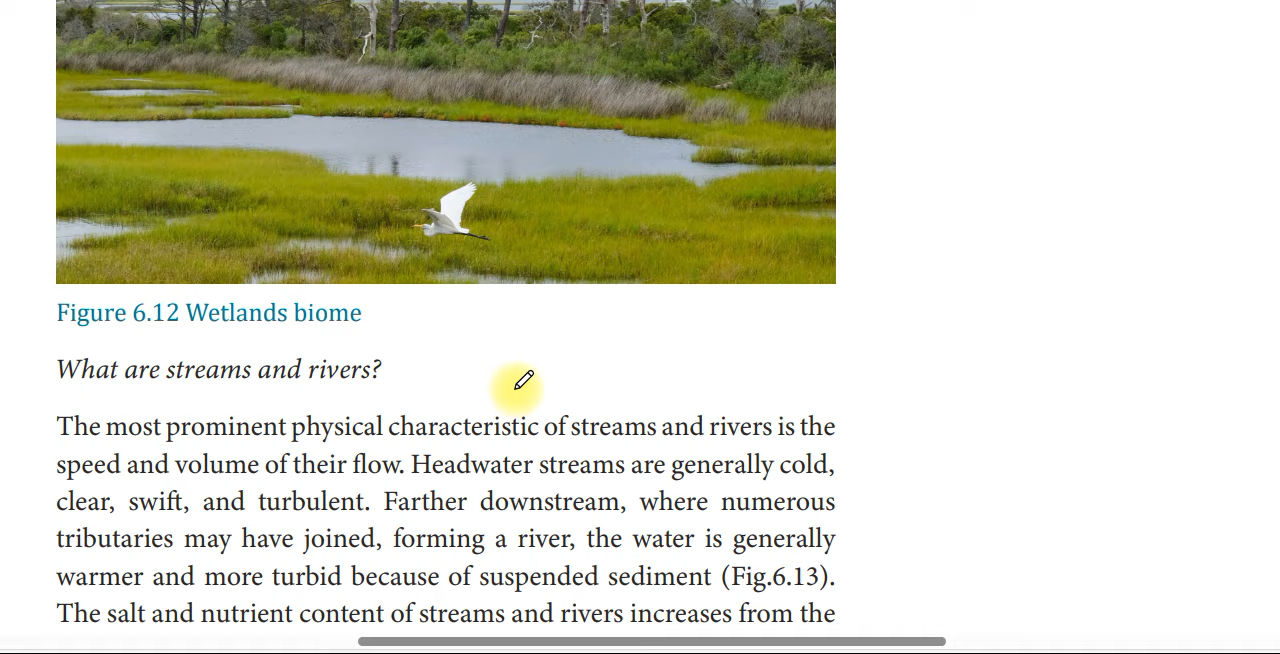 Figure 6.12 Wetlands biome
What are streams and rivers?
The most prominent physical characteristic of streams and rivers is the
speed and volume of their flow. Headwater streams are generally cold,
clear, swift, and turbulent. Farther downstream, where numerous
tributaries may have joined, forming a river, the water is generally
warmer and more turbid because of suspended sediment (Fig.6.13).
The salt and nutrient content of streams and rivers increases from the